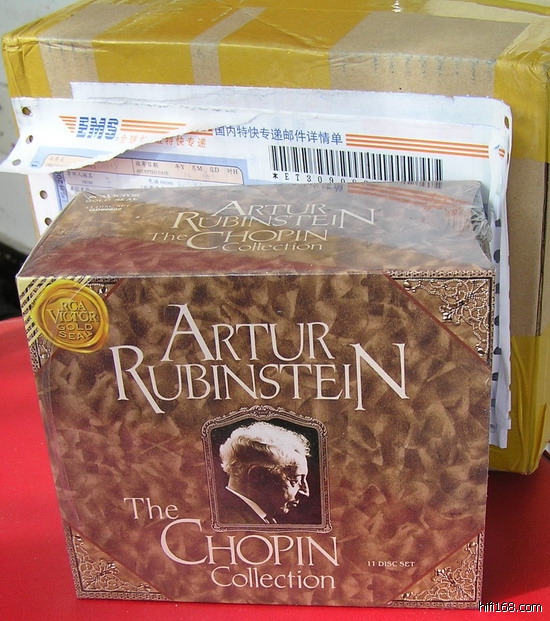 EMS
国内特快专递邮件详情单
ARTUR
RUBINSTEIN
The CHOPIN
Collection
RCA
VICTOR
GOLD
SEAL
ARTUR
RUBINSTEIN
The
CHOPIN
Collection
11 DISC SET
hifi168.com